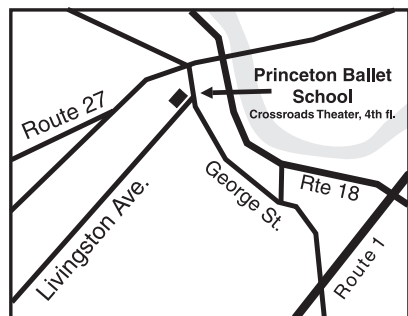 Princeton Ballet
School
Crossroads Theater, 4th fl.
Route 27
Livingston Ave.
George St.
Rte 18
Route 1